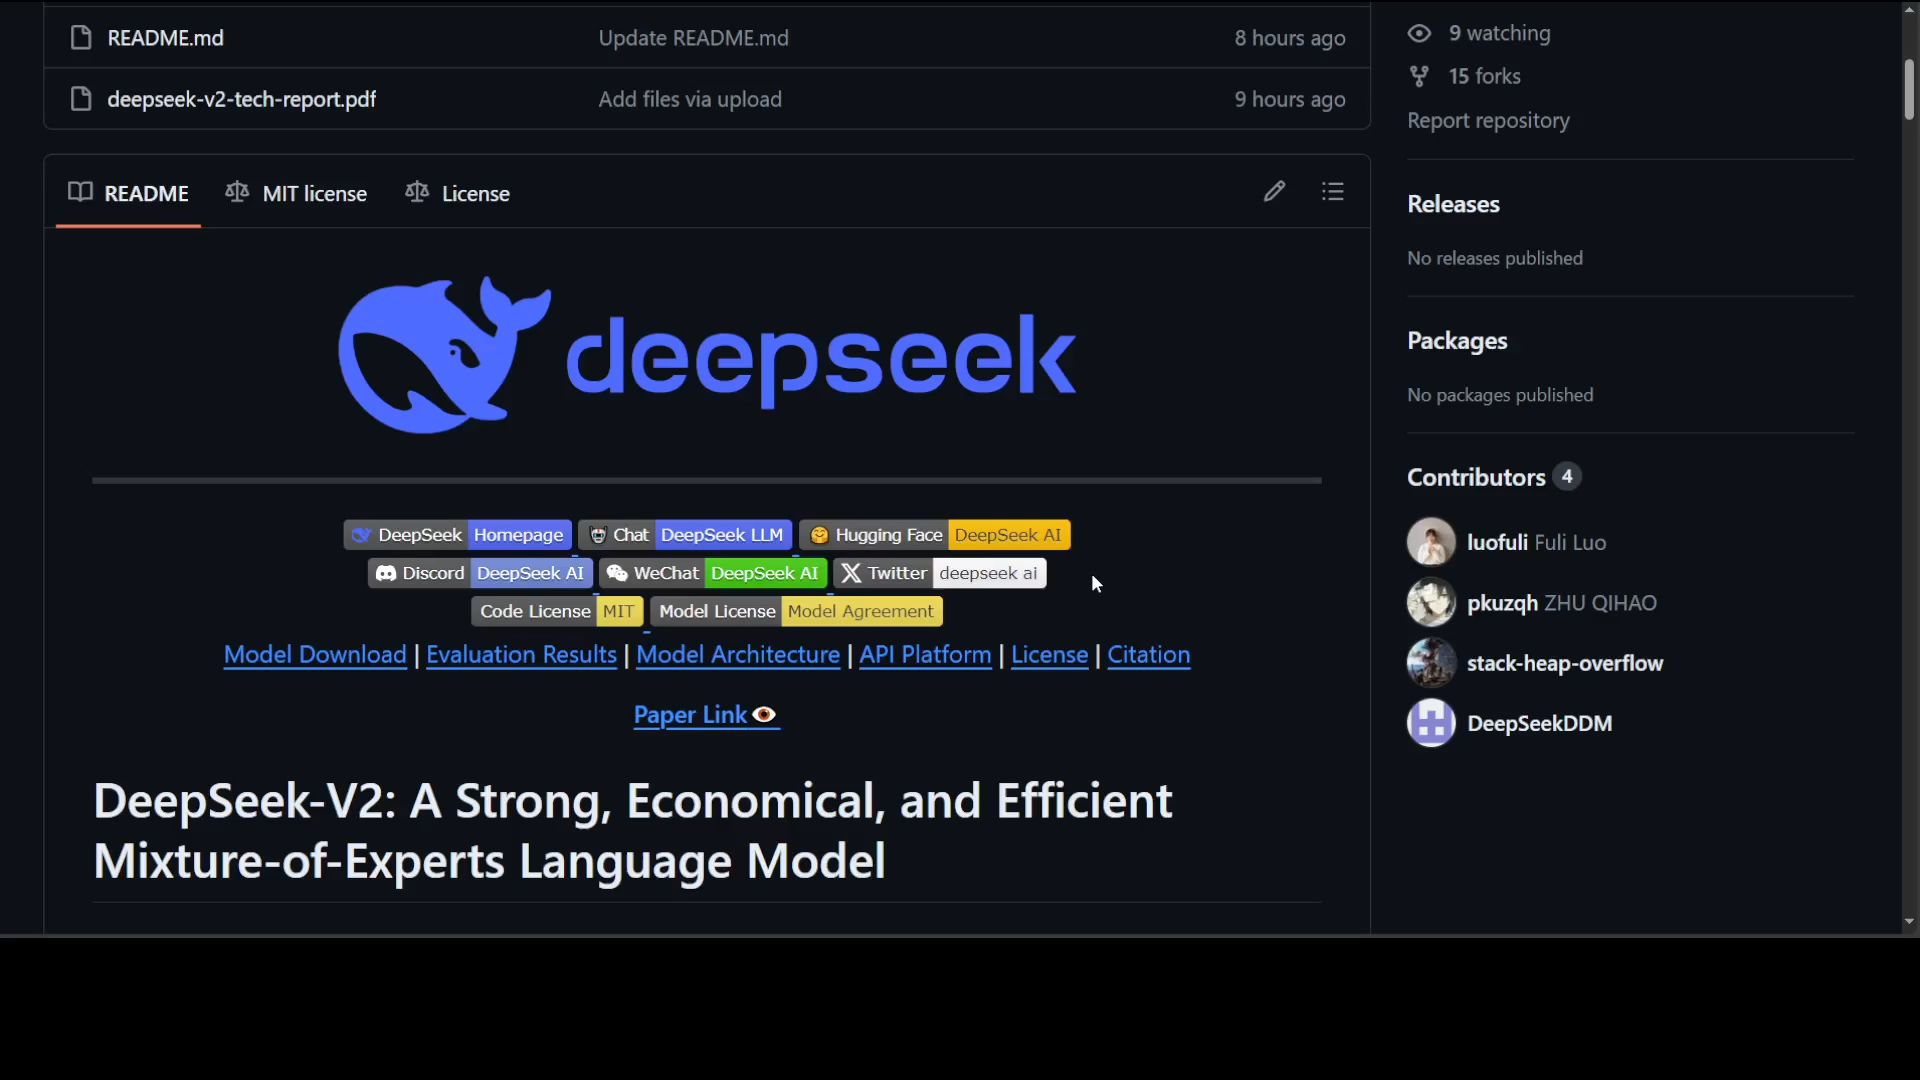 README.md Update README.md 8 hours ago
deepseek-v2-tech-report.pdf Add files via upload 9 hours ago
README MIT license License
deepseek
DeepSeek Homepage Chat DeepSeek LLM Hugging Face DeepSeek AI
Discord DeepSeek AI WeChat DeepSeek AI Twitter deepseek ai
Code License MIT Model License Model Agreement
Model Download | Evaluation Results | Model Architecture | API Platform | License | Citation
Paper Link
DeepSeek-V2: A Strong, Economical, and Efficient
Mixture-of-Experts Language Model
9 watching
15 forks
Report repository
Releases
No releases published
Packages
No packages published
Contributors 4
luofuli Fuli Luo
pkuzqh ZHU QIHAO
stack-heap-overflow
DeepSeekDDM